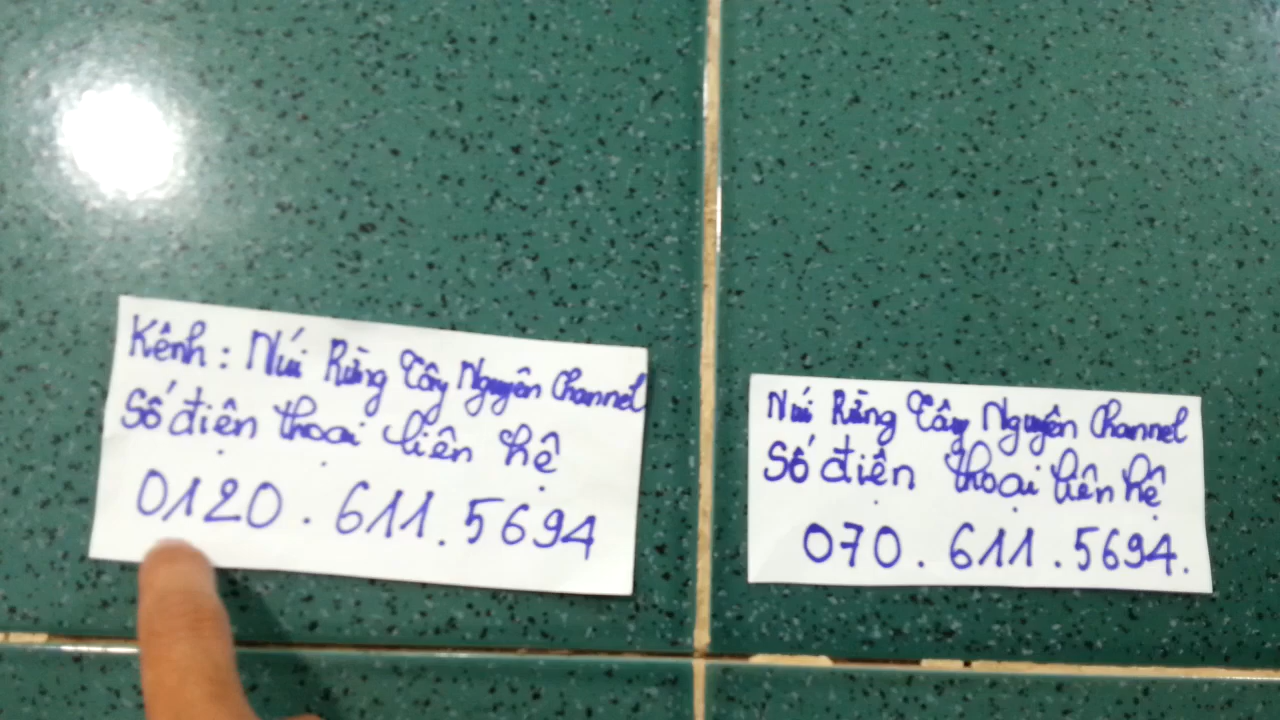 Kênh : Núi Rừng Tây Nguyên Channel
Số điện thoại liên hệ
0120 . 611 . 5694
Núi Rừng Tây Nguyên Channel
Số điện thoại liên hệ
070 . 611 . 5694.